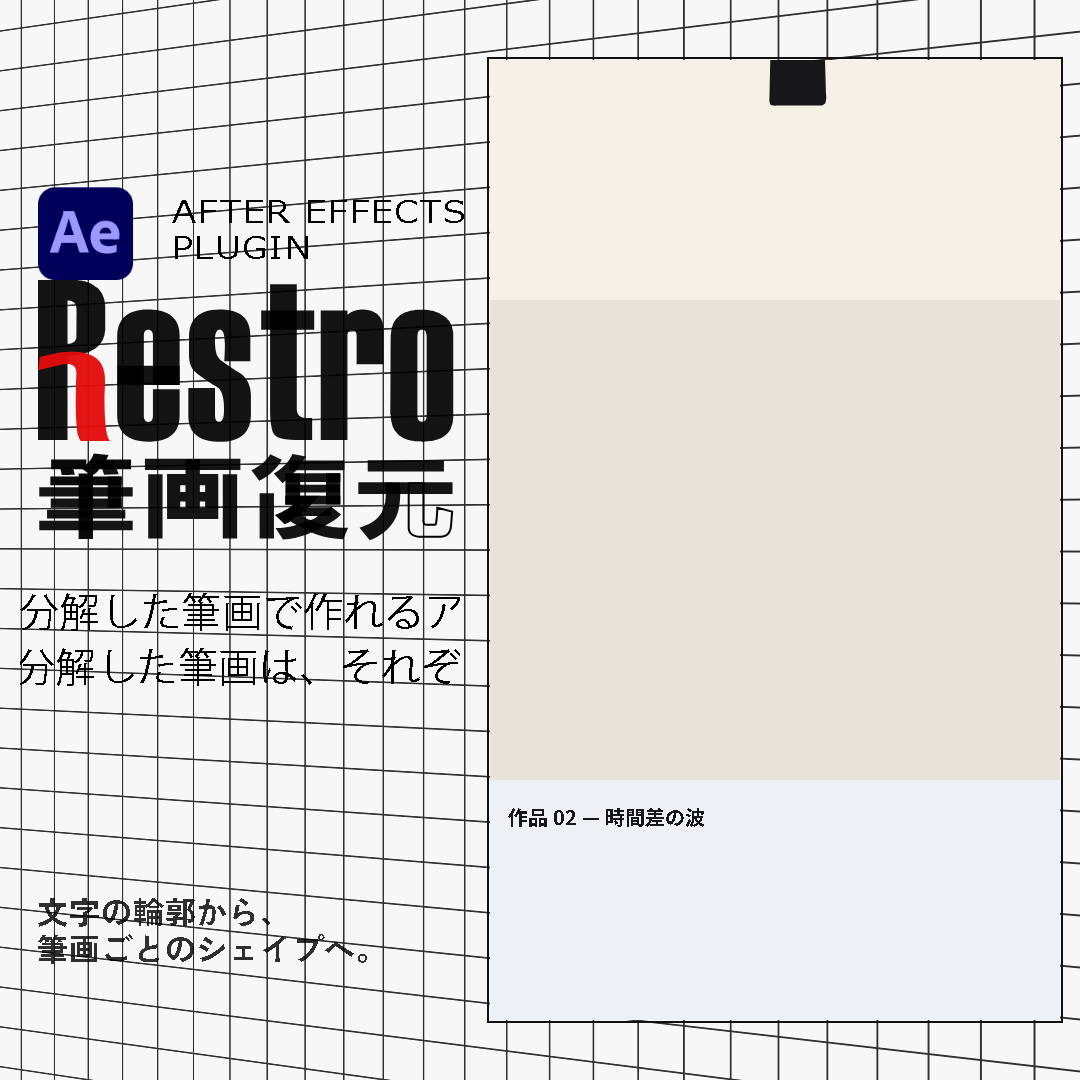 Ae
AFTER EFFECTS
PLUGIN
Restro
筆画復元
分解した筆画で作れるア
分解した筆画は、それぞ
作品 02 — 時間差の波
文字の輪郭から、
筆画ごとのシェイプへ。